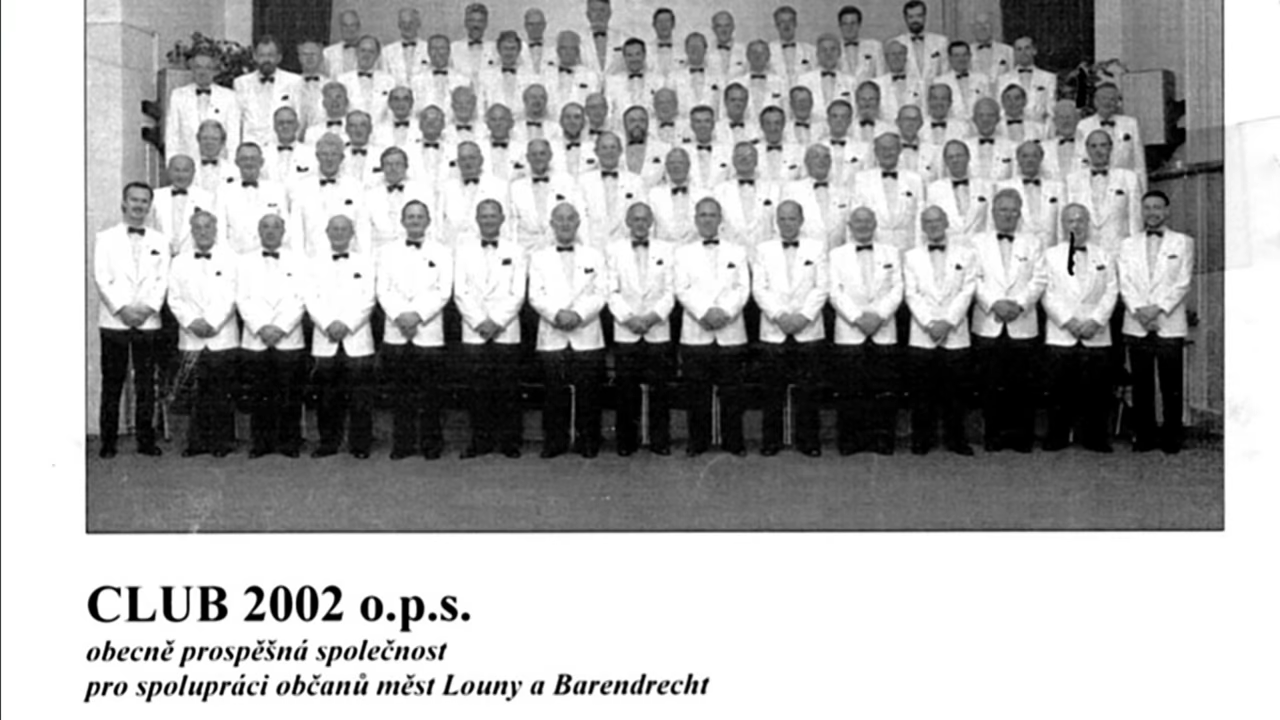 CLUB 2002 o.p.s.
obecně prospěšná společnost
pro spolupráci občanů měst Louny a Barendrecht